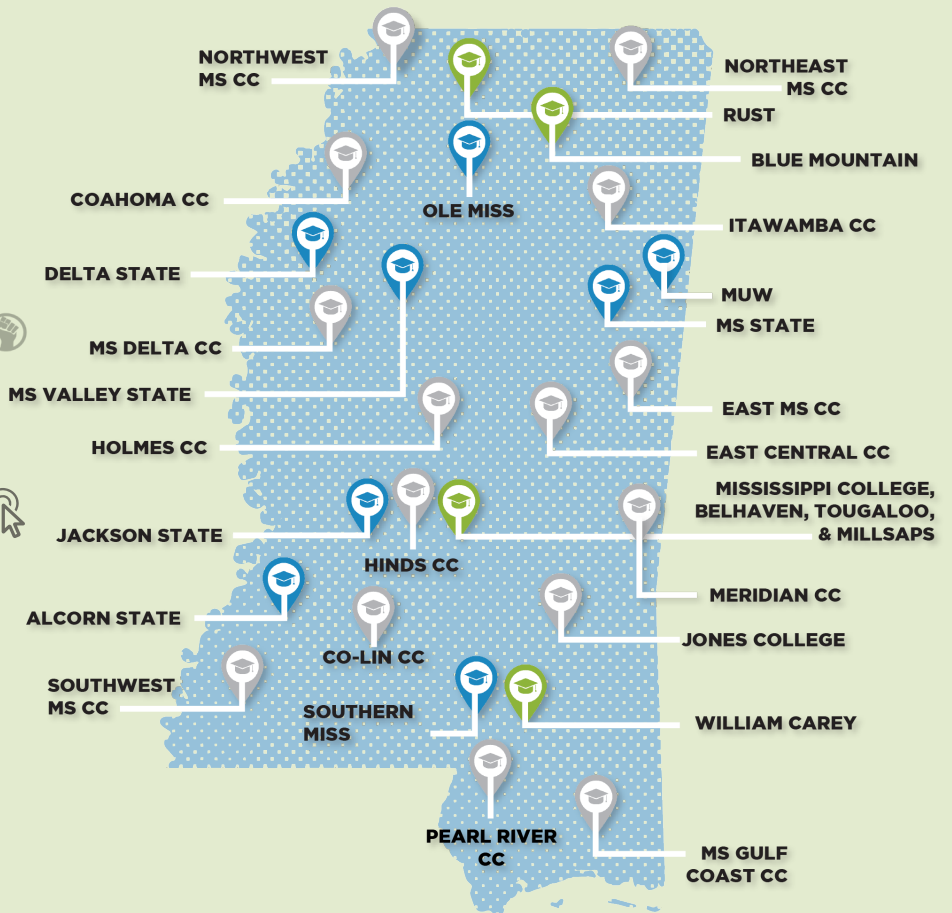 NORTHWEST
MS CC
NORTHEAST
MS CC
RUST
BLUE MOUNTAIN
COAHOMA CC
OLE MISS
ITAWAMBA CC
DELTA STATE
MUW
MS STATE
MS DELTA CC
MS VALLEY STATE
EAST MS CC
HOLMES CC
EAST CENTRAL CC
MISSISSIPPI COLLEGE,
BELHAVEN, TOUGALOO,
& MILLSAPS
JACKSON STATE
HINDS CC
MERIDIAN CC
ALCORN STATE
JONES COLLEGE
CO-LIN CC
SOUTHWEST
MS CC
SOUTHERN
MISS
WILLIAM CAREY
PEARL RIVER
CC
MS GULF
COAST CC